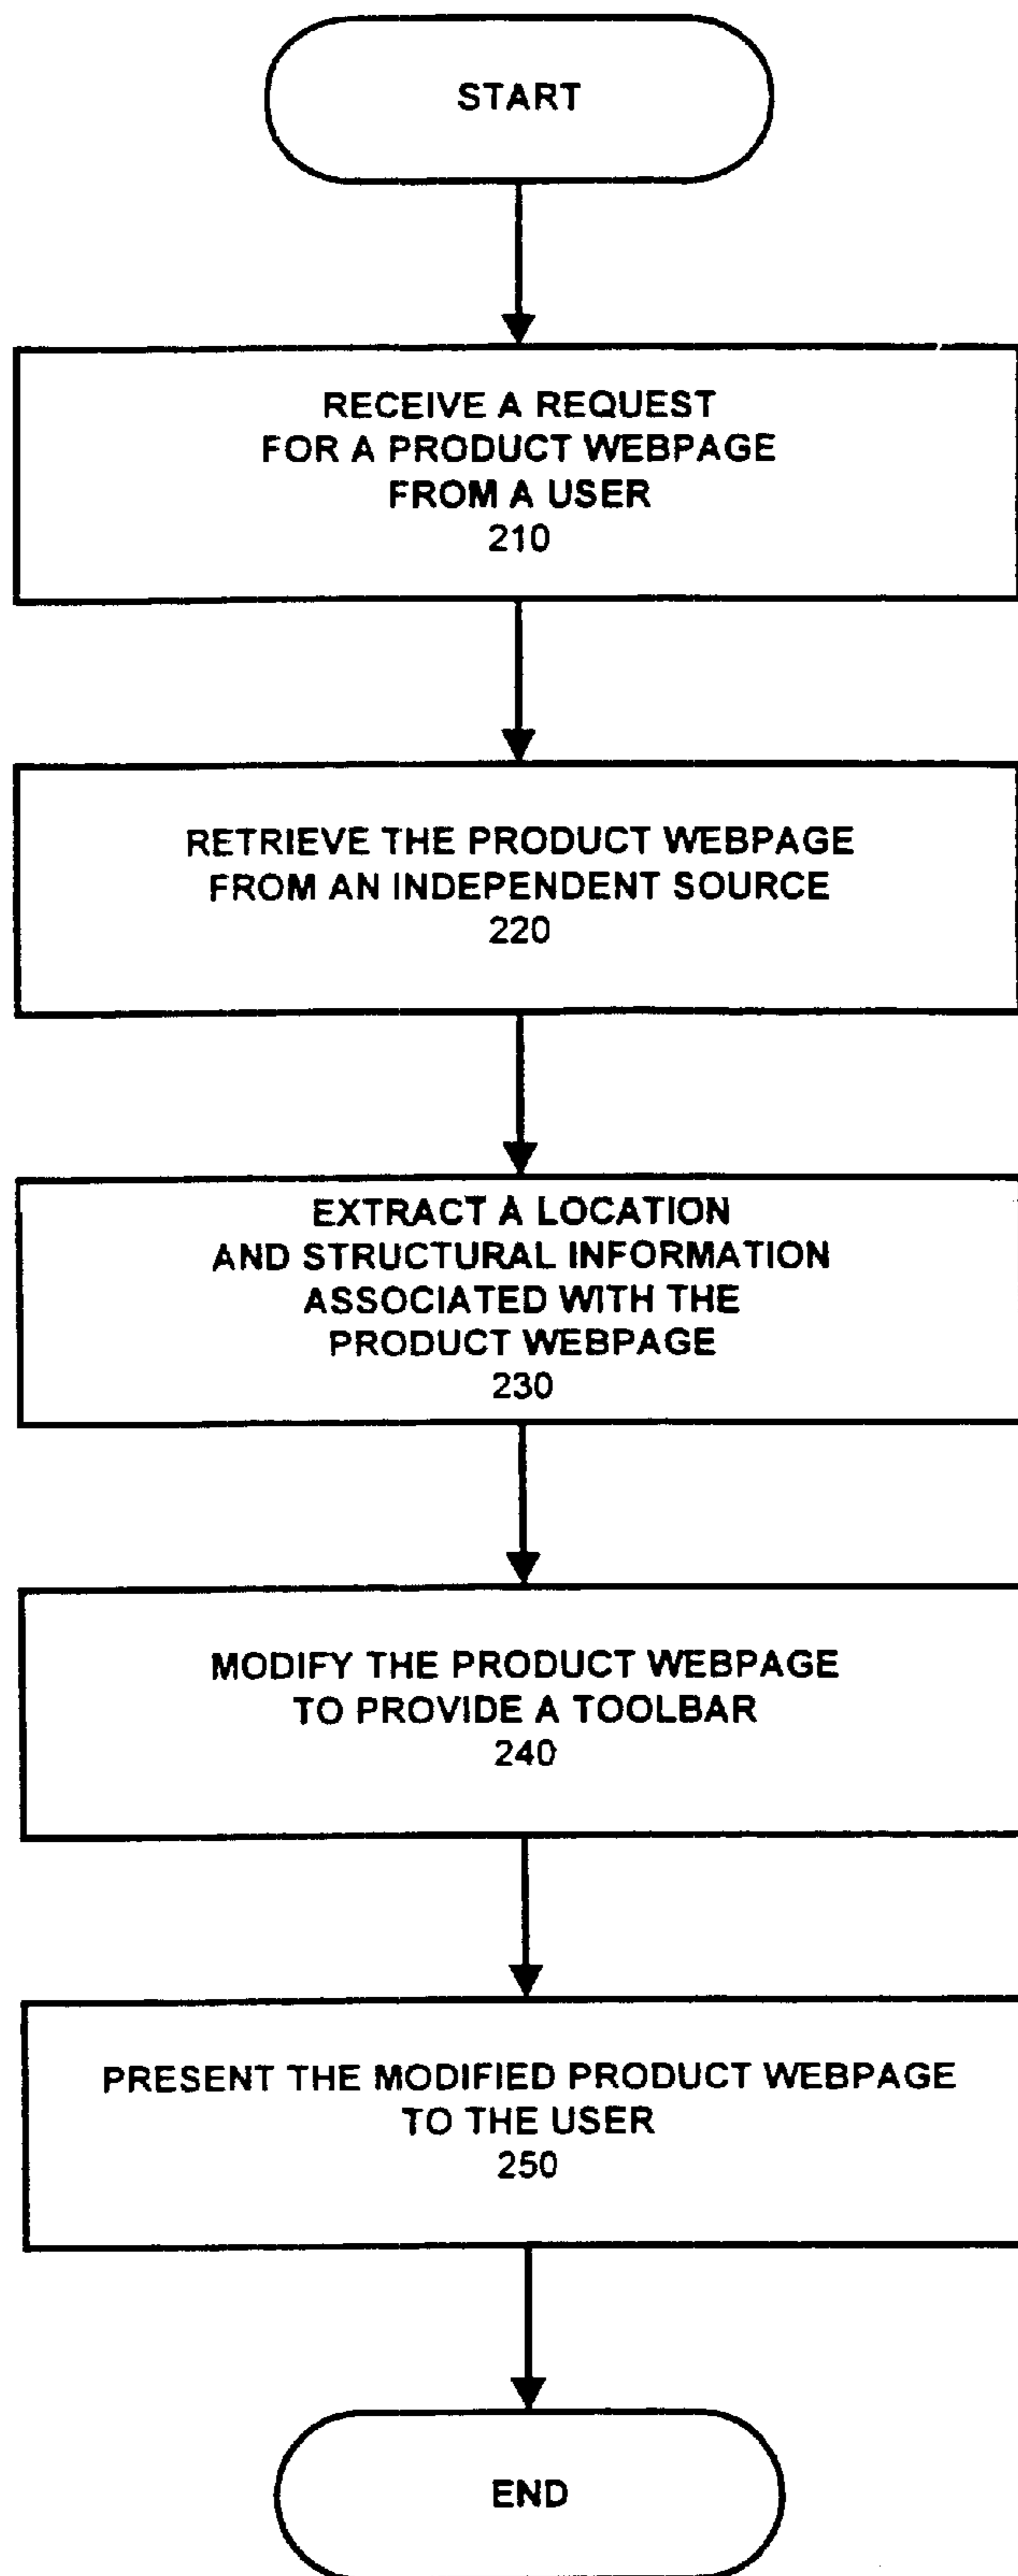 START
RECEIVE A REQUEST
FOR A PRODUCT WEBPAGE
FROM A USER
210
RETRIEVE THE PRODUCT WEBPAGE
FROM AN INDEPENDENT SOURCE
220
EXTRACT A LOCATION
AND STRUCTURAL INFORMATION
ASSOCIATED WITH THE
PRODUCT WEBPAGE
230
MODIFY THE PRODUCT WEBPAGE
TO PROVIDE A TOOLBAR
240
PRESENT THE MODIFIED PRODUCT WEBPAGE
TO THE USER
250
END